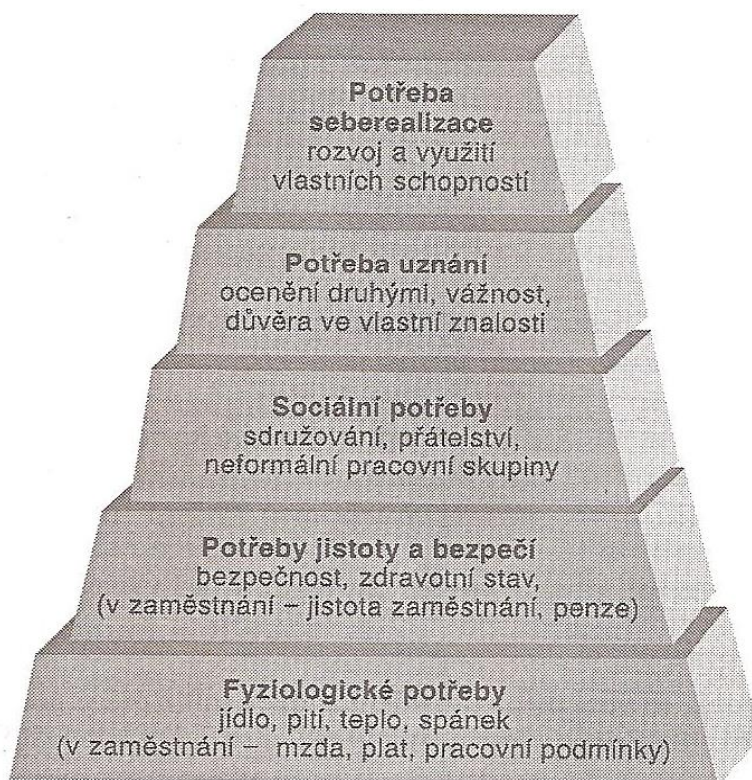 Potřeba
seberealizace
rozvoj a využití
vlastních schopností
Potřeba uznání
ocenění druhými, vážnost,
důvěra ve vlastní znalosti
Sociální potřeby
sdružování, přátelství,
neformální pracovní skupiny
Potřeby jistoty a bezpečí
bezpečnost, zdravotní stav,
(v zaměstnání – jistota zaměstnání, penze)
Fyziologické potřeby
jídlo, pití, teplo, spánek
(v zaměstnání – mzda, plat, pracovní podmínky)